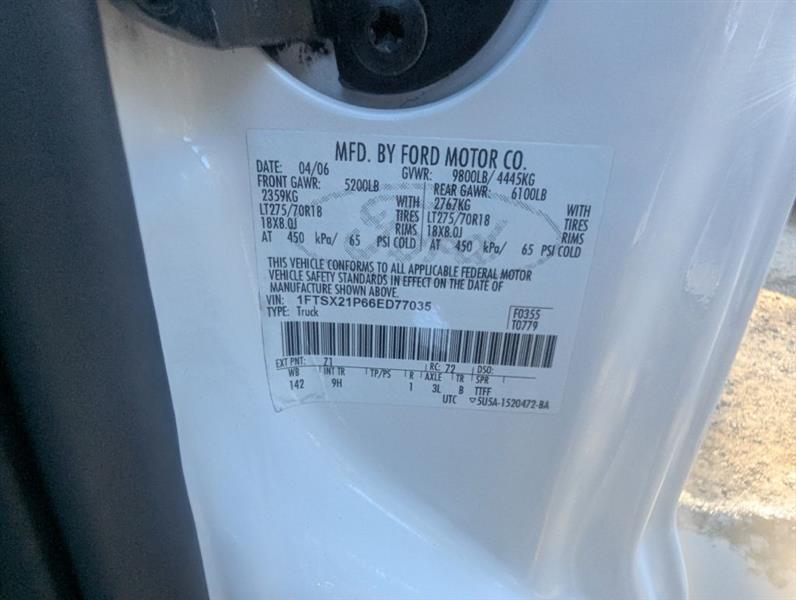 MFD. BY FORD MOTOR CO.
DATE: 04/06 GVWR: 9800LB/ 4445KG
FRONT GAWR: 5200LB REAR GAWR: 6100LB
2359KG WITH 2767KG WITH
LT275/70R18 TIRES LT275/70R18 TIRES
18X8.0J RIMS 18X8.0J RIMS
AT 450 kPa/ 65 PSI COLD AT 450 kPa/ 65 PSI COLD
THIS VEHICLE CONFORMS TO ALL APPLICABLE FEDERAL MOTOR
VEHICLE SAFETY STANDARDS IN EFFECT ON THE DATE OF
MANUFACTURE SHOWN ABOVE.
VIN: 1FTSX21P66ED77035
TYPE: Truck
F0355
T0779
EXT PNT: Z1 RC: 72 DSO:
WB INT TR TP/PS R AXLE TR SPR
142 9H 1 3L B TTFF
UTC ▽5U5A-1520472-BA
Ford